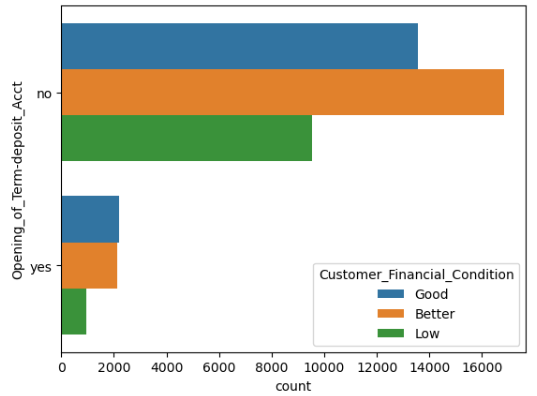 Opening_of_Term-deposit_Acct
no
yes
Customer_Financial_Condition
Good
Better
Low
0 2000 4000 6000 8000 10000 12000 14000 16000
count